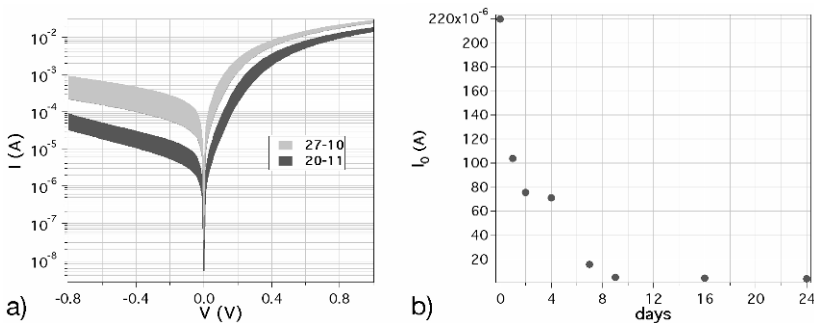 10⁻²
10⁻³
10⁻⁴
10⁻⁵
10⁻⁶
10⁻⁷
10⁻⁸
I (A)
27-10
20-11
-0.8 -0.4 0.0 0.4 0.8
V (V)
a)
220x10⁻⁶
200
180
160
140
120
100
80
60
40
20
I₀ (A)
0 4 8 12 16 20 24
days
b)